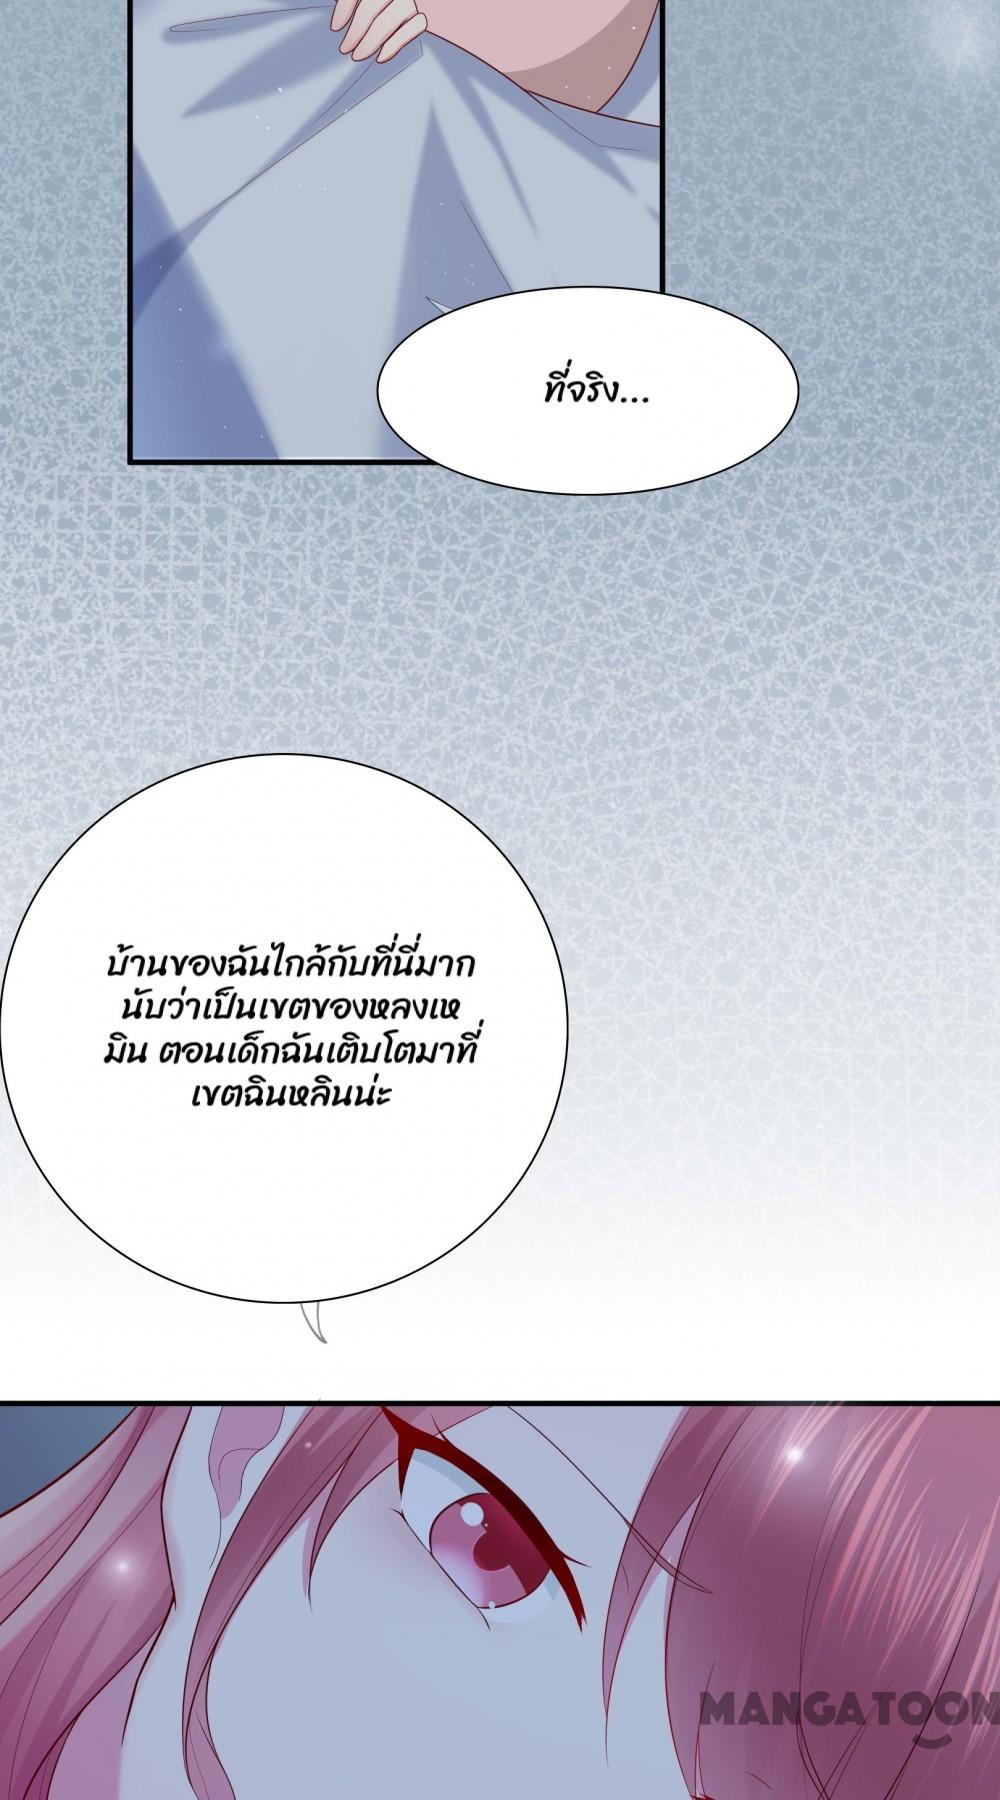 ที่จริง...
บ้านของฉันใกล้กับที่นี่มาก
นับว่าเป็นเขตของหลงเห
มิน ตอนเด็กฉันเติบโตมาที่
เขตฉินหลินน่ะ
MANGATOON